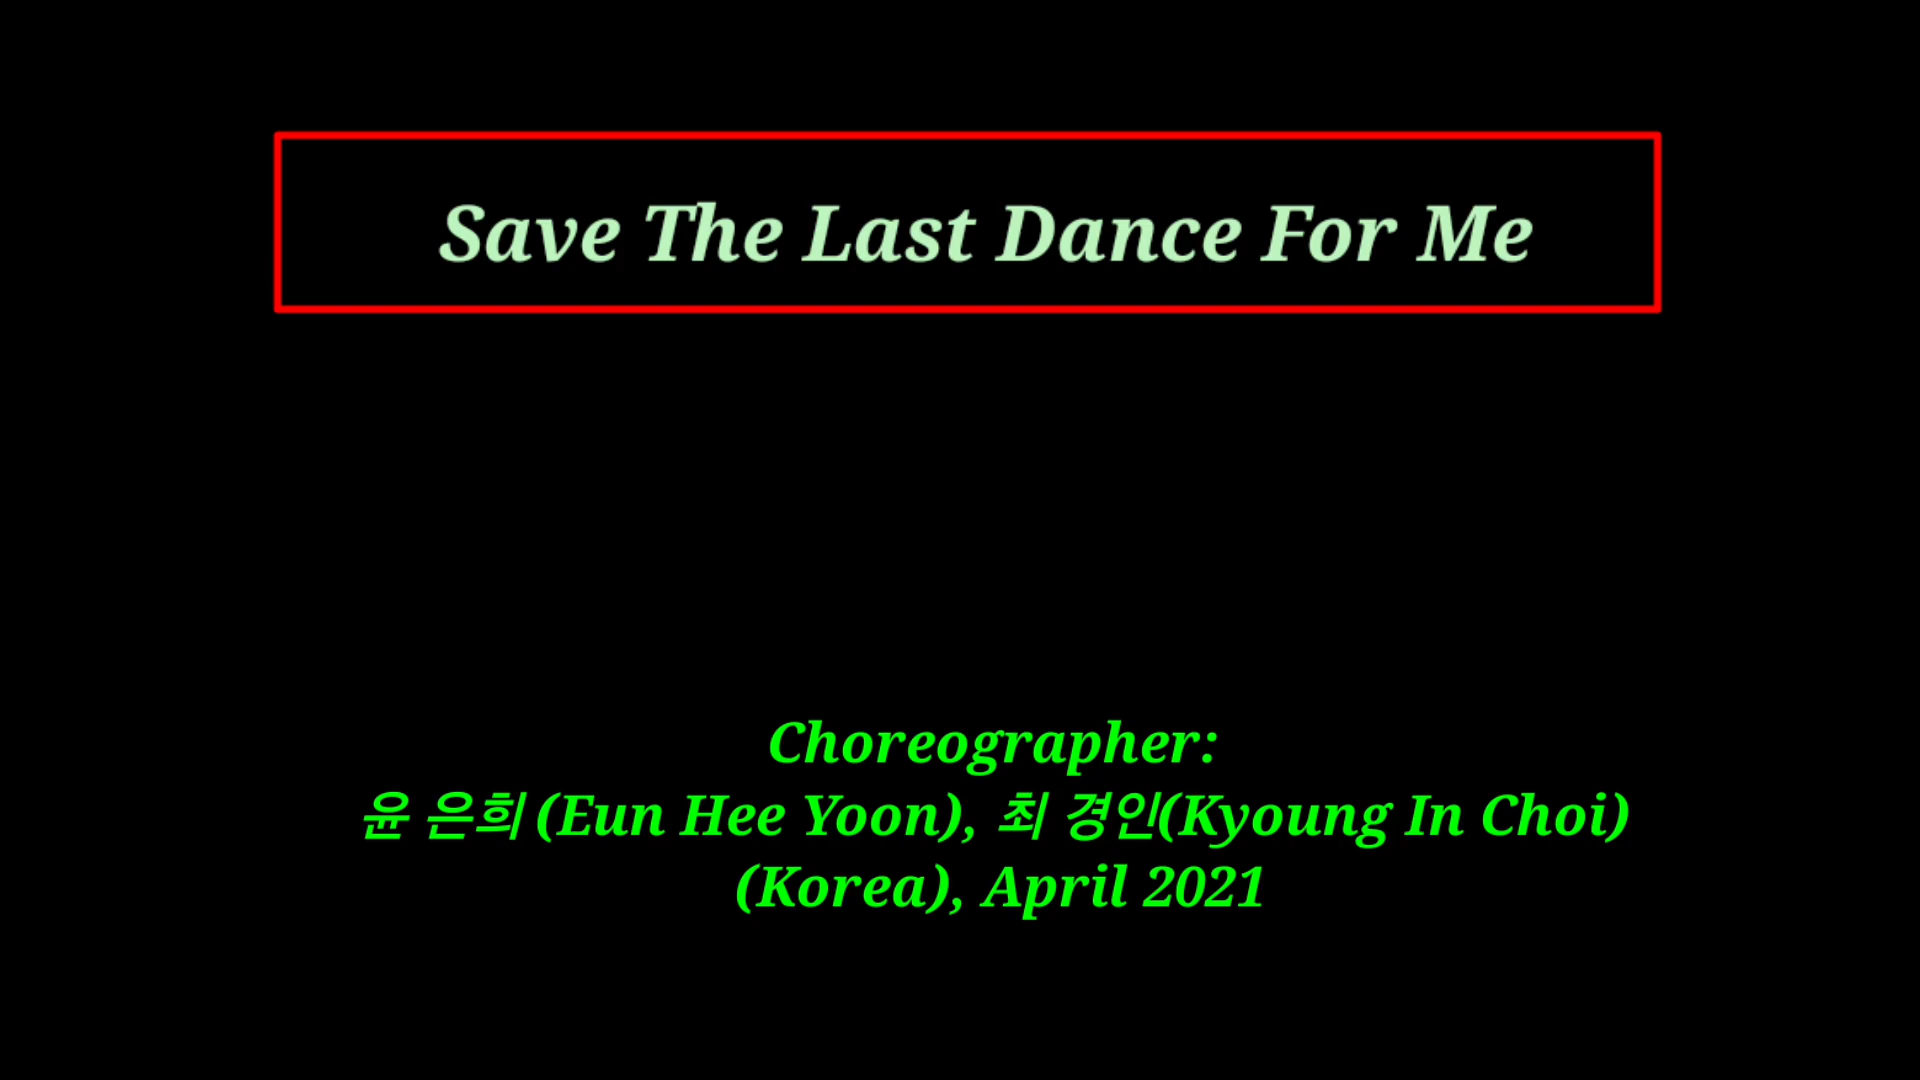 Save The Last Dance For Me
Choreographer:
윤 은희 (Eun Hee Yoon), 최 경인(Kyoung In Choi)
(Korea), April 2021